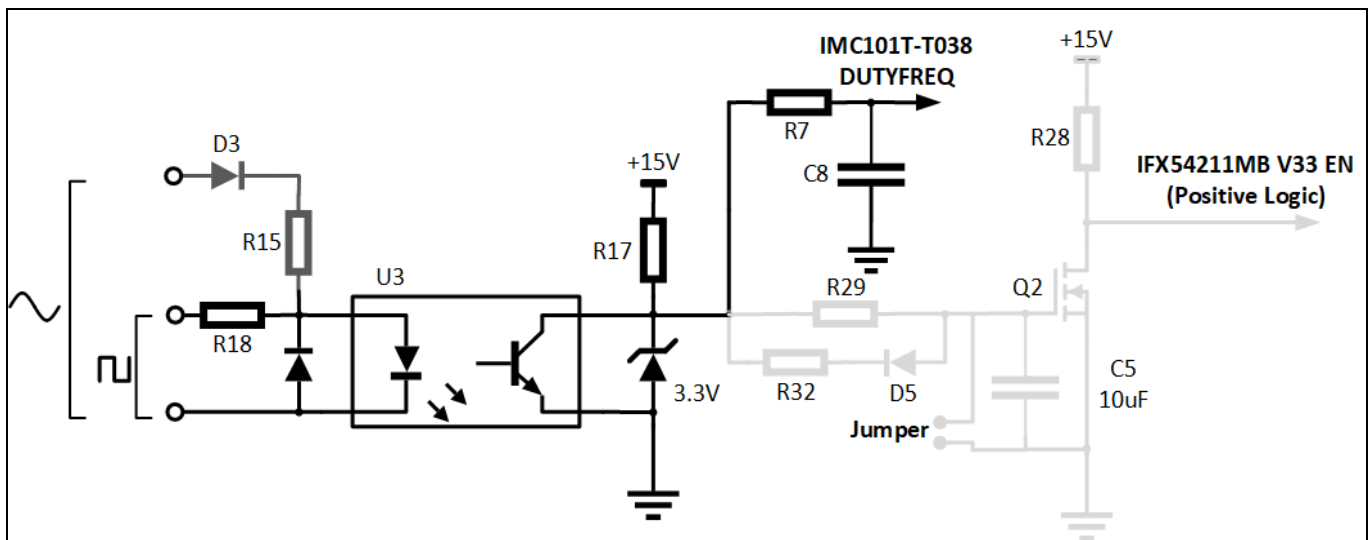 IMC101T-T038
DUTYFREQ
+15V
R7
R28
D3
+15V
C8
IFX54211MB V33 EN
(Positive Logic)
R15
R17
U3
R29
Q2
R18
3.3V
R32
D5
C5
10uF
Jumper